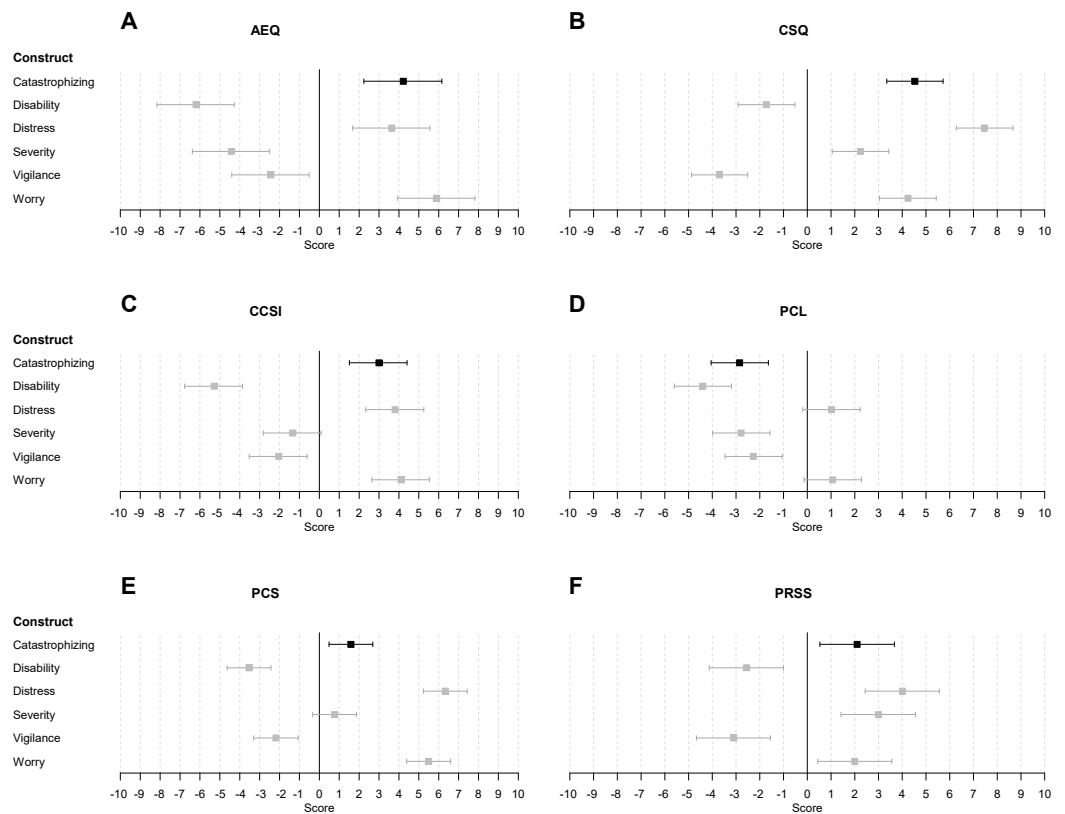 A
B
AEQ
CSQ
Construct
Catastrophizing
Disability
Distress
Severity
Vigilance
Worry
-10 -9 -8 -7 -6 -5 -4 -3 -2 -1 0 1 2 3 4 5 6 7 8 9 10
Score
-10 -9 -8 -7 -6 -5 -4 -3 -2 -1 0 1 2 3 4 5 6 7 8 9 10
Score
C
D
CCSI
PCL
Construct
Catastrophizing
Disability
Distress
Severity
Vigilance
Worry
-10 -9 -8 -7 -6 -5 -4 -3 -2 -1 0 1 2 3 4 5 6 7 8 9 10
Score
-10 -9 -8 -7 -6 -5 -4 -3 -2 -1 0 1 2 3 4 5 6 7 8 9 10
Score
E
F
PCS
PRSS
Construct
Catastrophizing
Disability
Distress
Severity
Vigilance
Worry
-10 -9 -8 -7 -6 -5 -4 -3 -2 -1 0 1 2 3 4 5 6 7 8 9 10
Score
-10 -9 -8 -7 -6 -5 -4 -3 -2 -1 0 1 2 3 4 5 6 7 8 9 10
Score